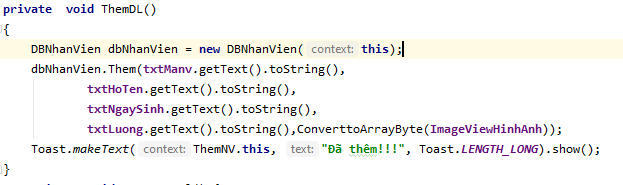 private  void ThemDL()
{
DBNhanVien dbNhanVien = new DBNhanVien( context: this);
dbNhanVien.Them(txtManv.getText().toString(),
txtHoTen.getText().toString(),
txtNgaySinh.getText().toString(),
txtLuong.getText().toString(),ConverttoArrayByte(ImageViewHinhAnh));
Toast.makeText( context: ThemNV.this, text: "Đã thêm!!!", Toast.LENGTH_LONG).show();
}